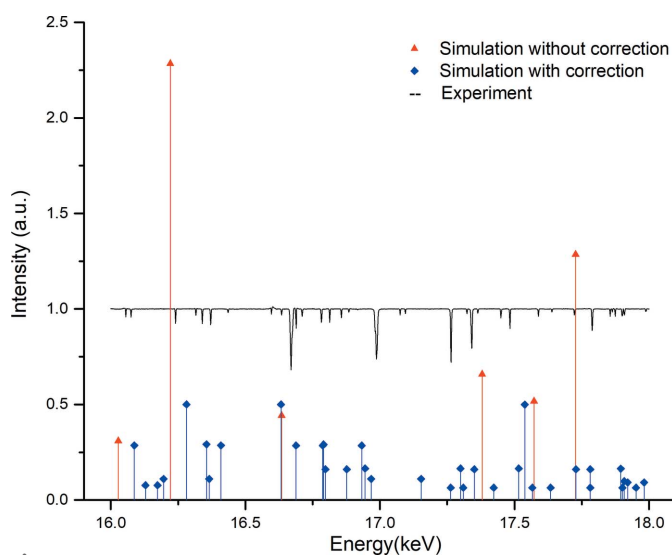 2.5
Simulation without correction
Simulation with correction
-- Experiment
2.0
1.5
Intensity (a.u.)
1.0
0.5
0.0
16.0 16.5 17.0 17.5 18.0
Energy(keV)